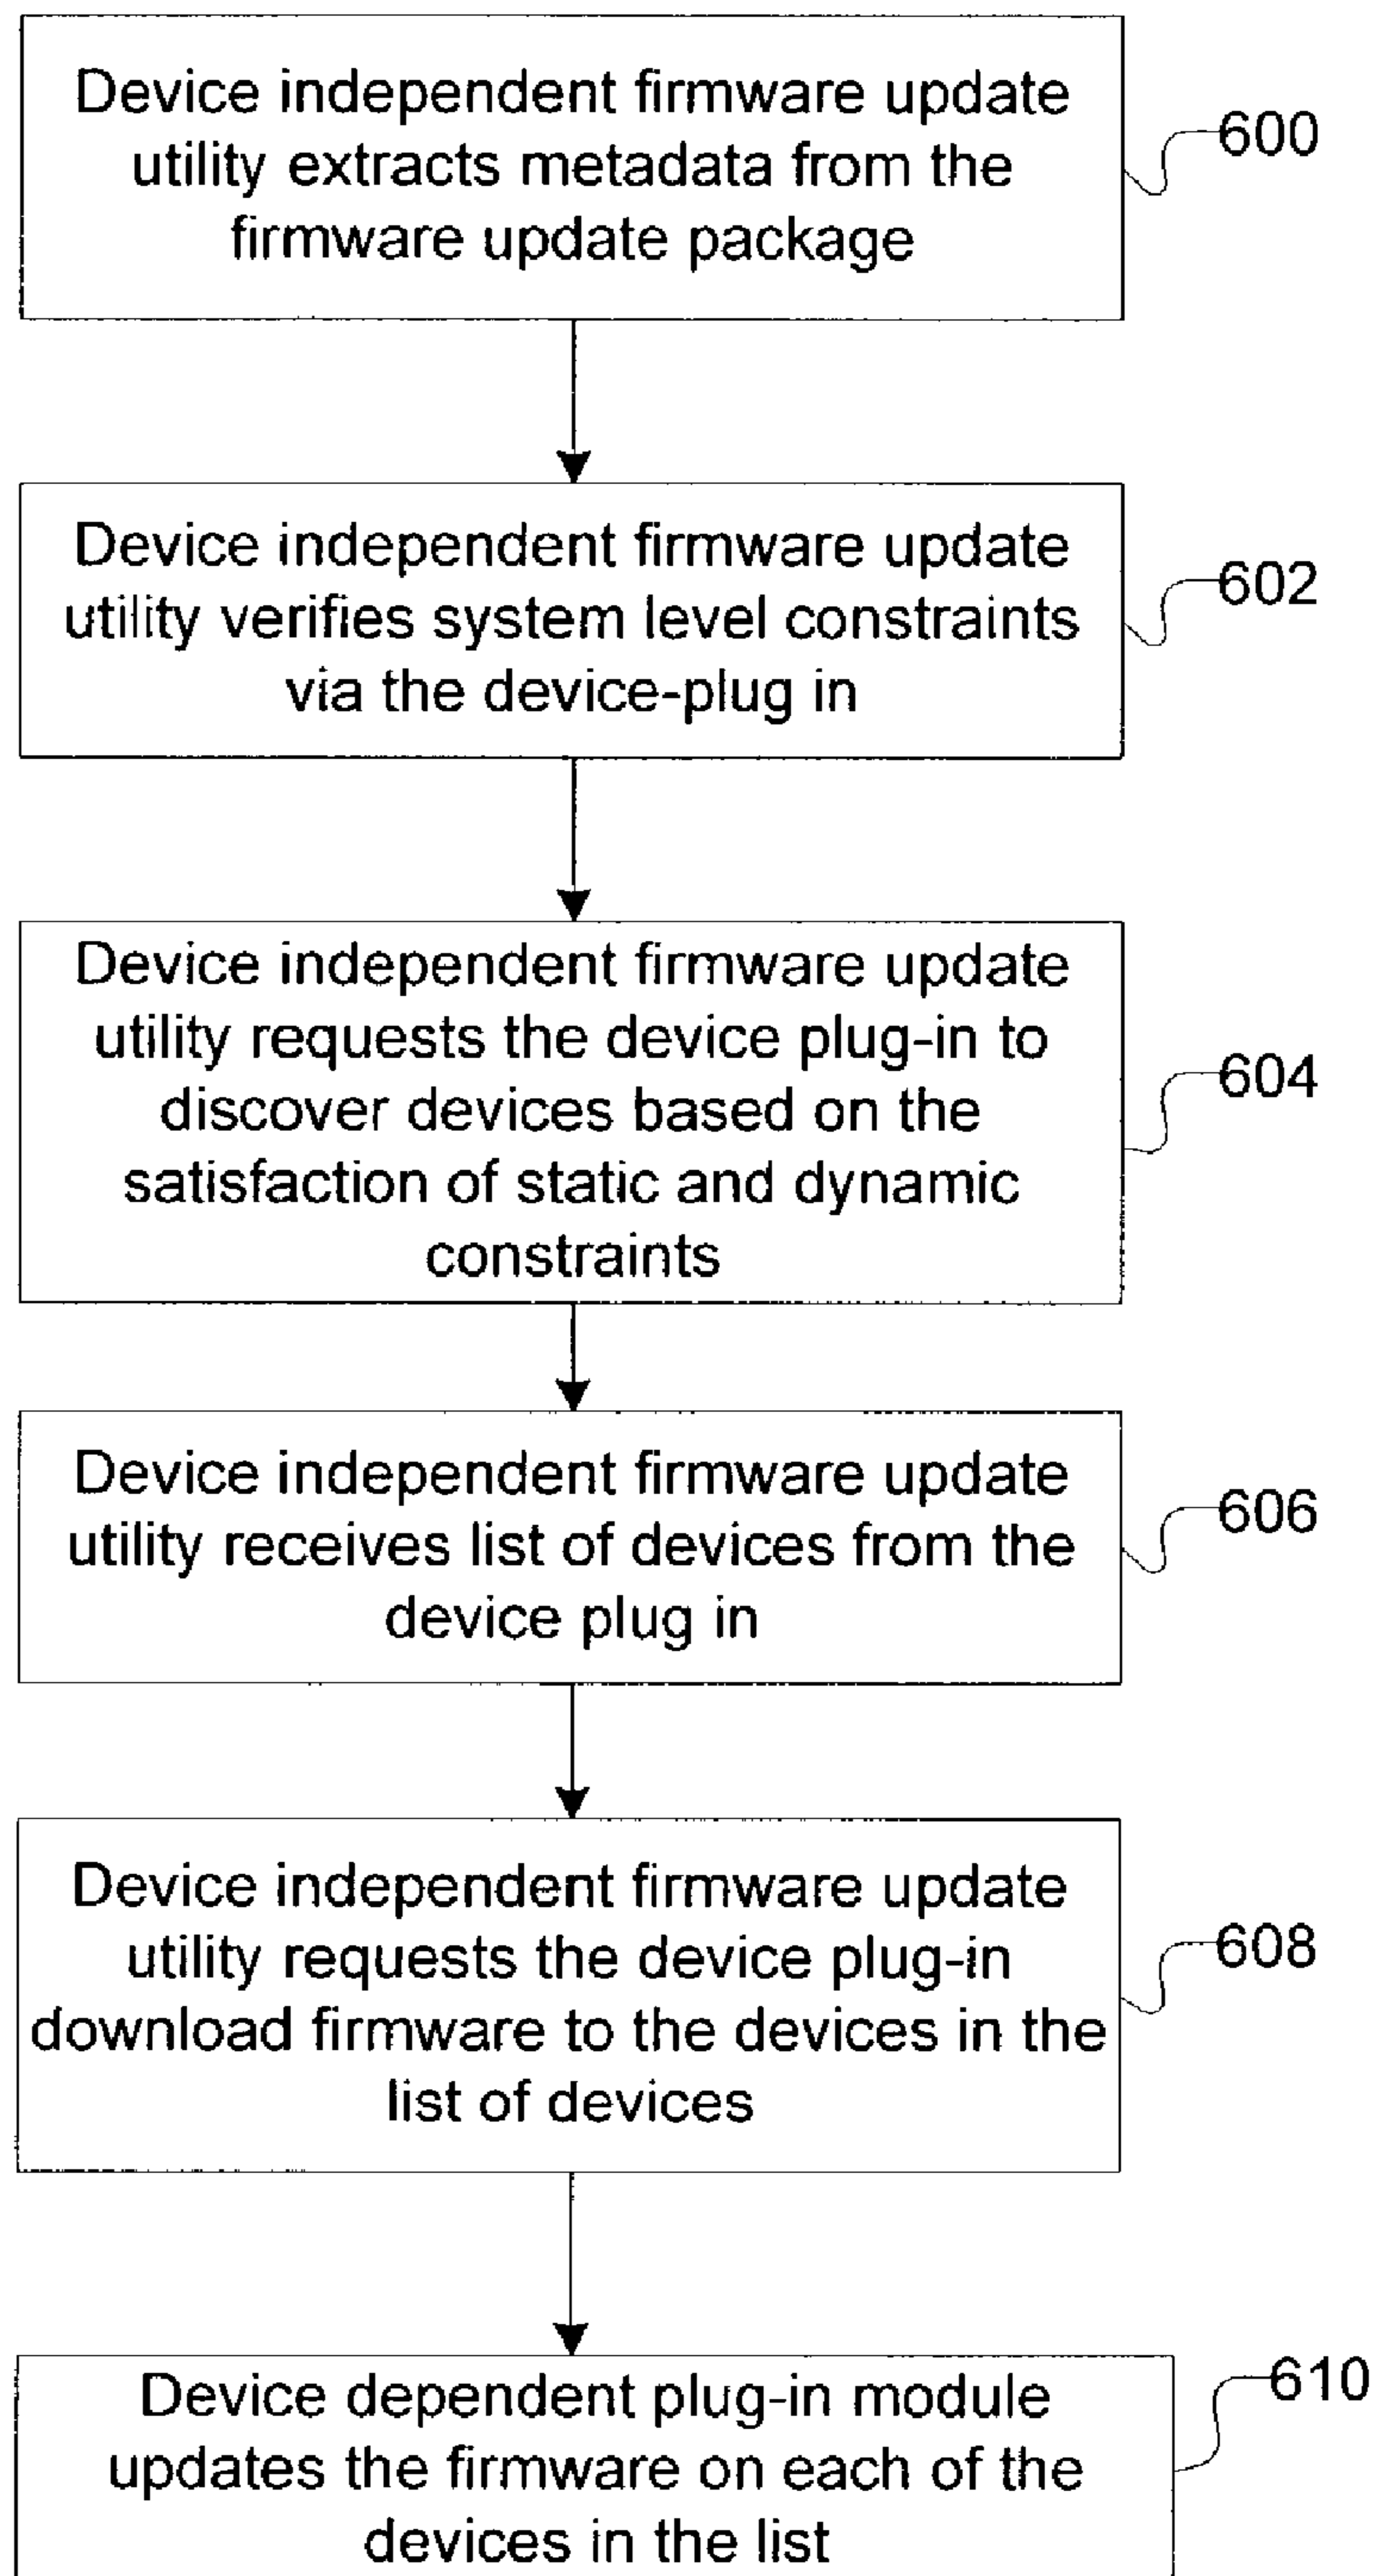 Device independent firmware update
utility extracts metadata from the
firmware update package
600
Device independent firmware update
utility verifies system level constraints
via the device-plug in
602
Device independent firmware update
utility requests the device plug-in to
discover devices based on the
satisfaction of static and dynamic
constraints
604
Device independent firmware update
utility receives list of devices from the
device plug in
606
Device independent firmware update
utility requests the device plug-in
download firmware to the devices in the
list of devices
608
Device dependent plug-in module
updates the firmware on each of the
devices in the list
610